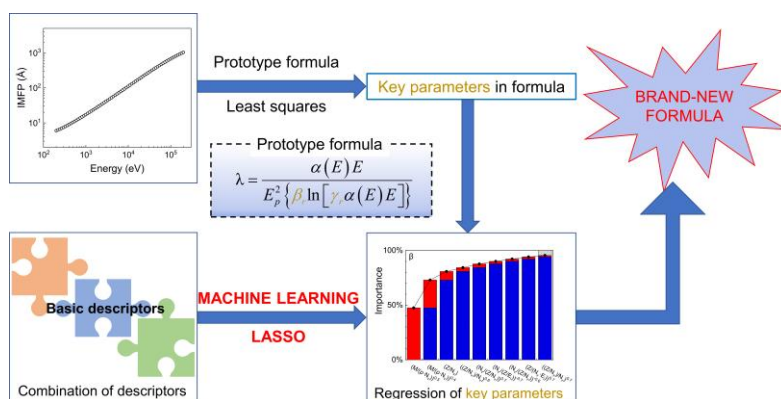 10³
10²
10¹
IMFP (Å)
10² 10³ 10⁴ 10⁵
Energy (eV)
Prototype formula
Least squares
Key parameters in formula
BRAND-NEW
FORMULA
Prototype formula
λ = α(E)E / E_p²{β_r ln[γ_r α(E)E]}
Basic descriptors
Combination of descriptors
MACHINE LEARNING
LASSO
100%
50%
0%
Importance
β
Regression of key parameters